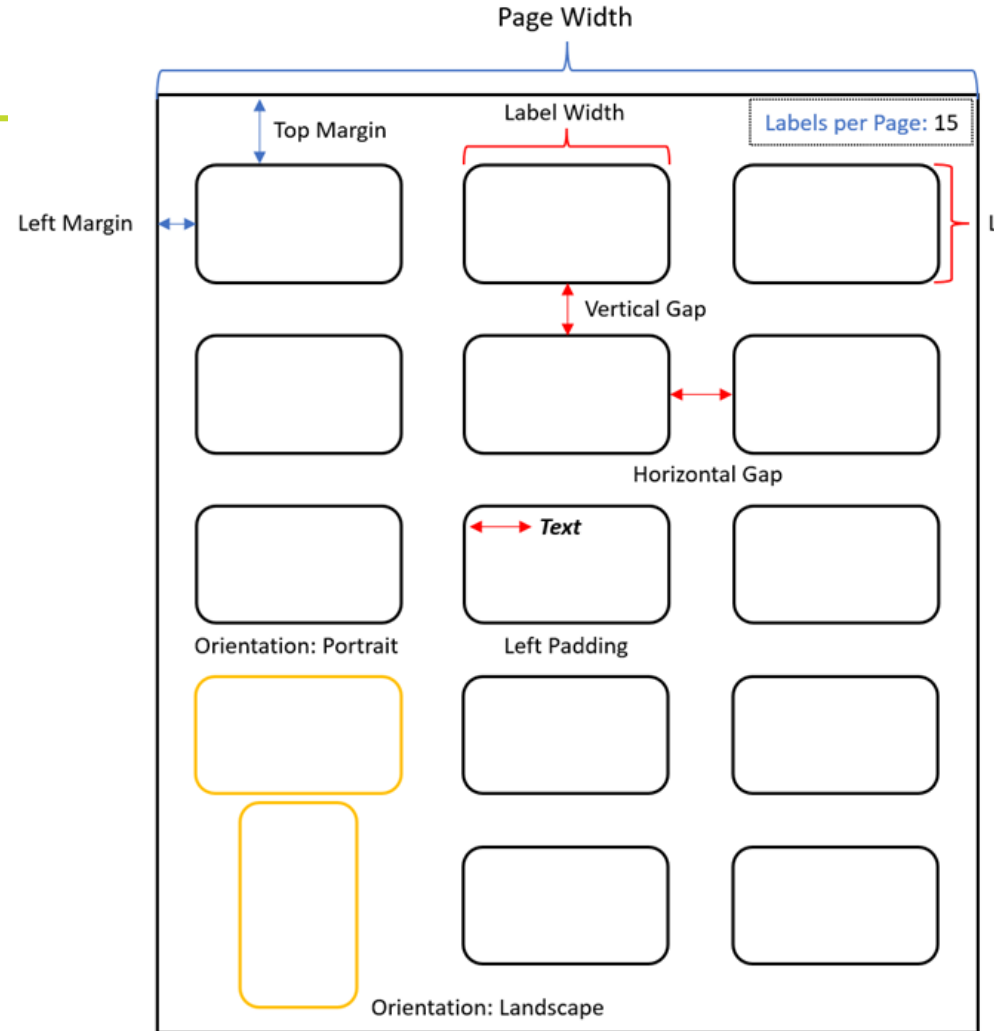 Page Width
Label Width
Labels per Page: 15
Top Margin
Left Margin
Vertical Gap
Horizontal Gap
Text
Orientation: Portrait
Left Padding
Orientation: Landscape